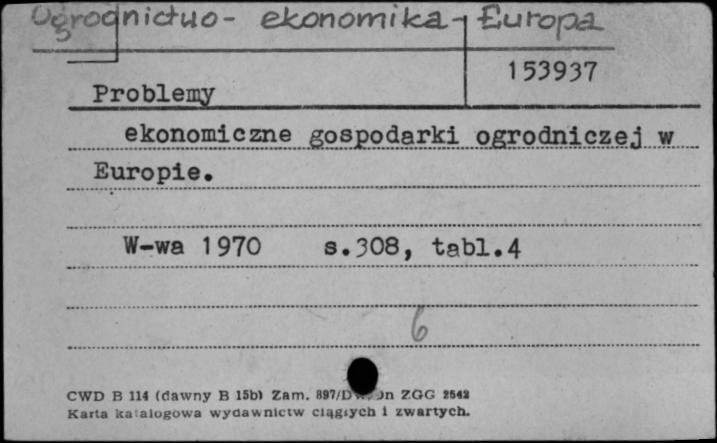 Ogrodnictwo - ekonomika - Europa
153937
Problemy
ekonomiczne gospodarki ogrodniczej w
Europie.
W-wa 1970 s.308, tabl.4
6
CWD B 114 (dawny B 15b) Zam. 897/D ZGG 2542
Karta katalogowa wydawnictw ciągłych i zwartych.